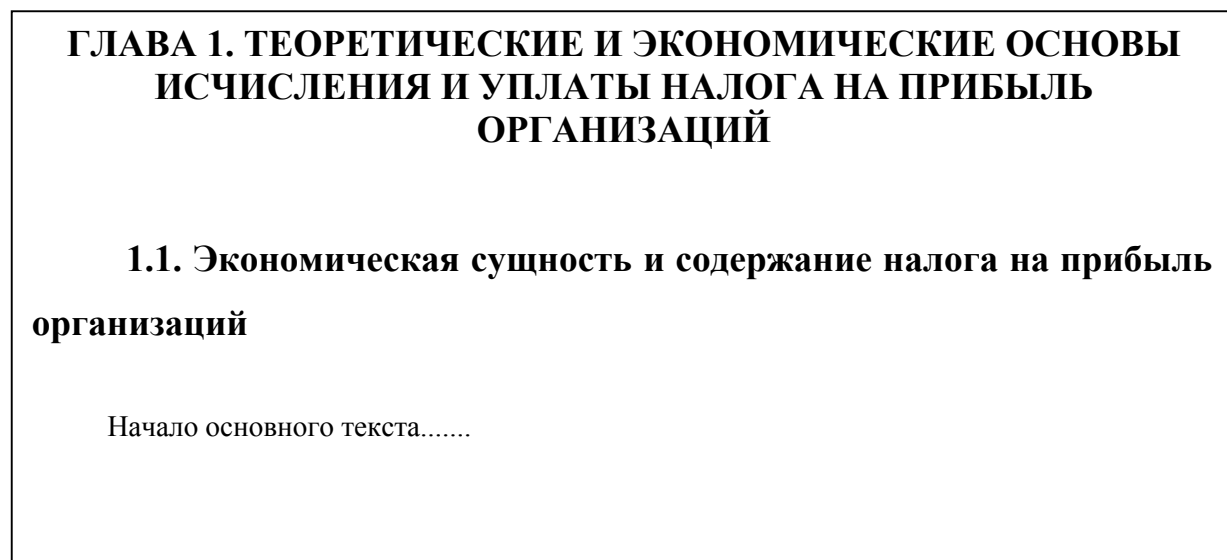 ГЛАВА 1. ТЕОРЕТИЧЕСКИЕ И ЭКОНОМИЧЕСКИЕ ОСНОВЫ
ИСЧИСЛЕНИЯ И УПЛАТЫ НАЛОГА НА ПРИБЫЛЬ
ОРГАНИЗАЦИЙ
1.1. Экономическая сущность и содержание налога на прибыль
организаций
Начало основного текста.......